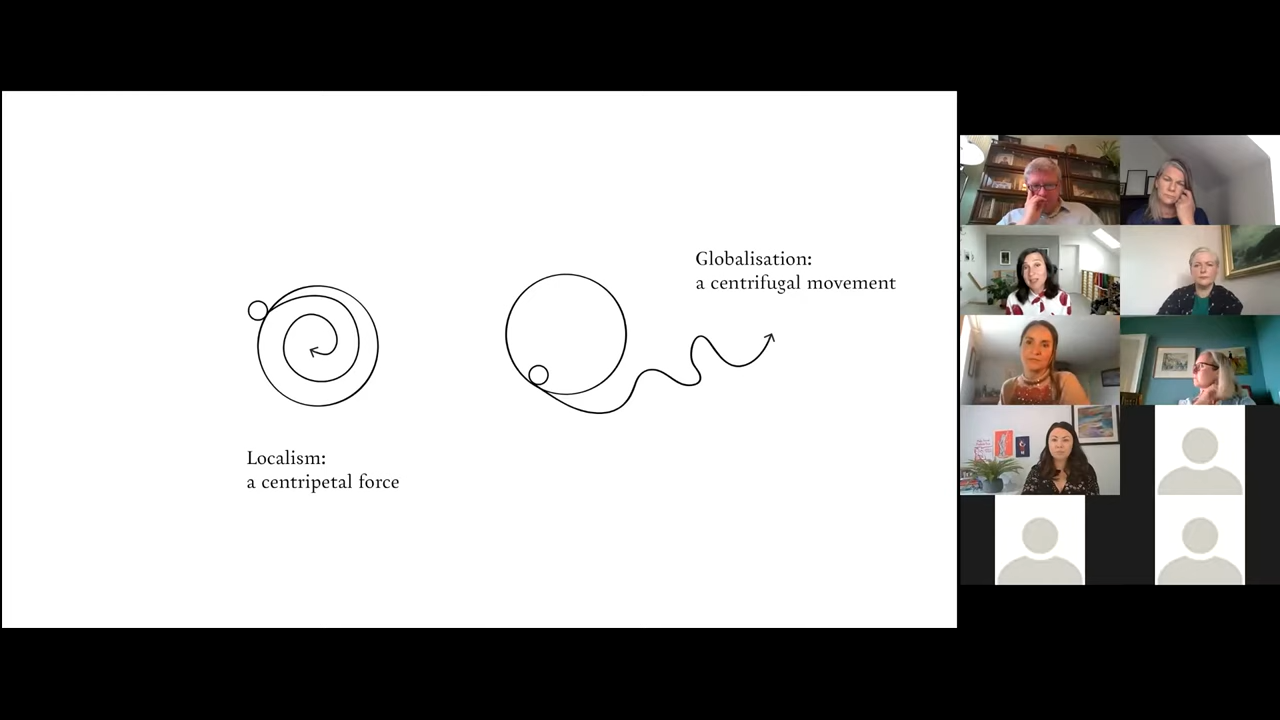 Globalisation:
a centrifugal movement
Localism:
a centripetal force